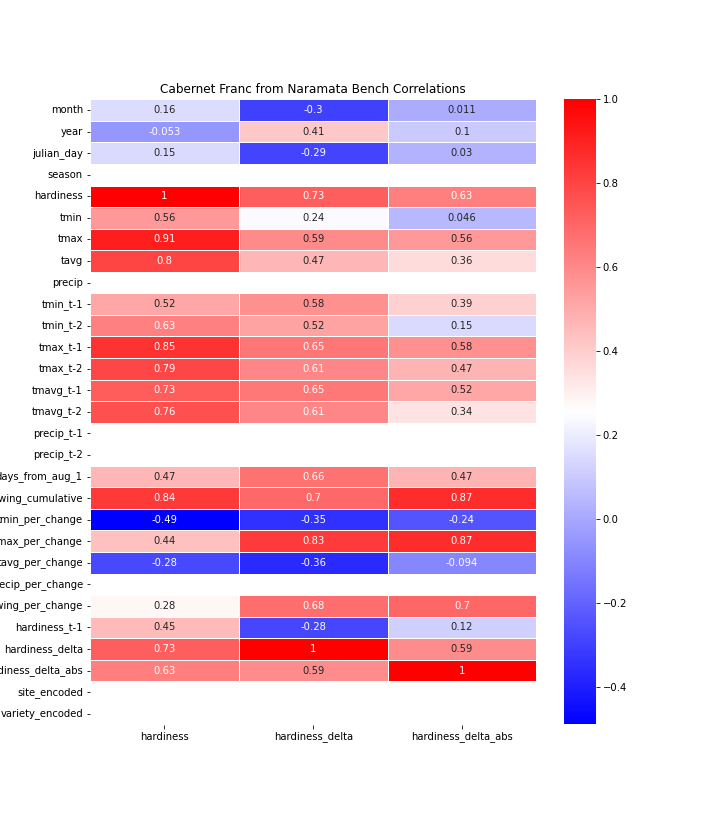 Cabernet Franc from Naramata Bench Correlations
month 0.16 -0.3 0.011
year -0.053 0.41 0.1
julian_day 0.15 -0.29 0.03
season
hardiness 1 0.73 0.63
tmin 0.56 0.24 0.046
tmax 0.91 0.59 0.56
tavg 0.8 0.47 0.36
precip
tmin_t-1 0.52 0.58 0.39
tmin_t-2 0.63 0.52 0.15
tmax_t-1 0.85 0.65 0.58
tmax_t-2 0.79 0.61 0.47
tmavg_t-1 0.73 0.65 0.52
tmavg_t-2 0.76 0.61 0.34
precip_t-1
precip_t-2
days_from_aug_1 0.47 0.66 0.47
wing_cumulative 0.84 0.7 0.87
tmin_per_change -0.49 -0.35 -0.24
max_per_change 0.44 0.83 0.87
tavg_per_change -0.28 -0.36 -0.094
ecip_per_change
wing_per_change 0.28 0.68 0.7
hardiness_t-1 0.45 -0.28 0.12
hardiness_delta 0.73 1 0.59
diness_delta_abs 0.63 0.59 1
site_encoded
variety_encoded
hardiness hardiness_delta hardiness_delta_abs
1.0
0.8
0.6
0.4
0.2
0.0
−0.2
−0.4